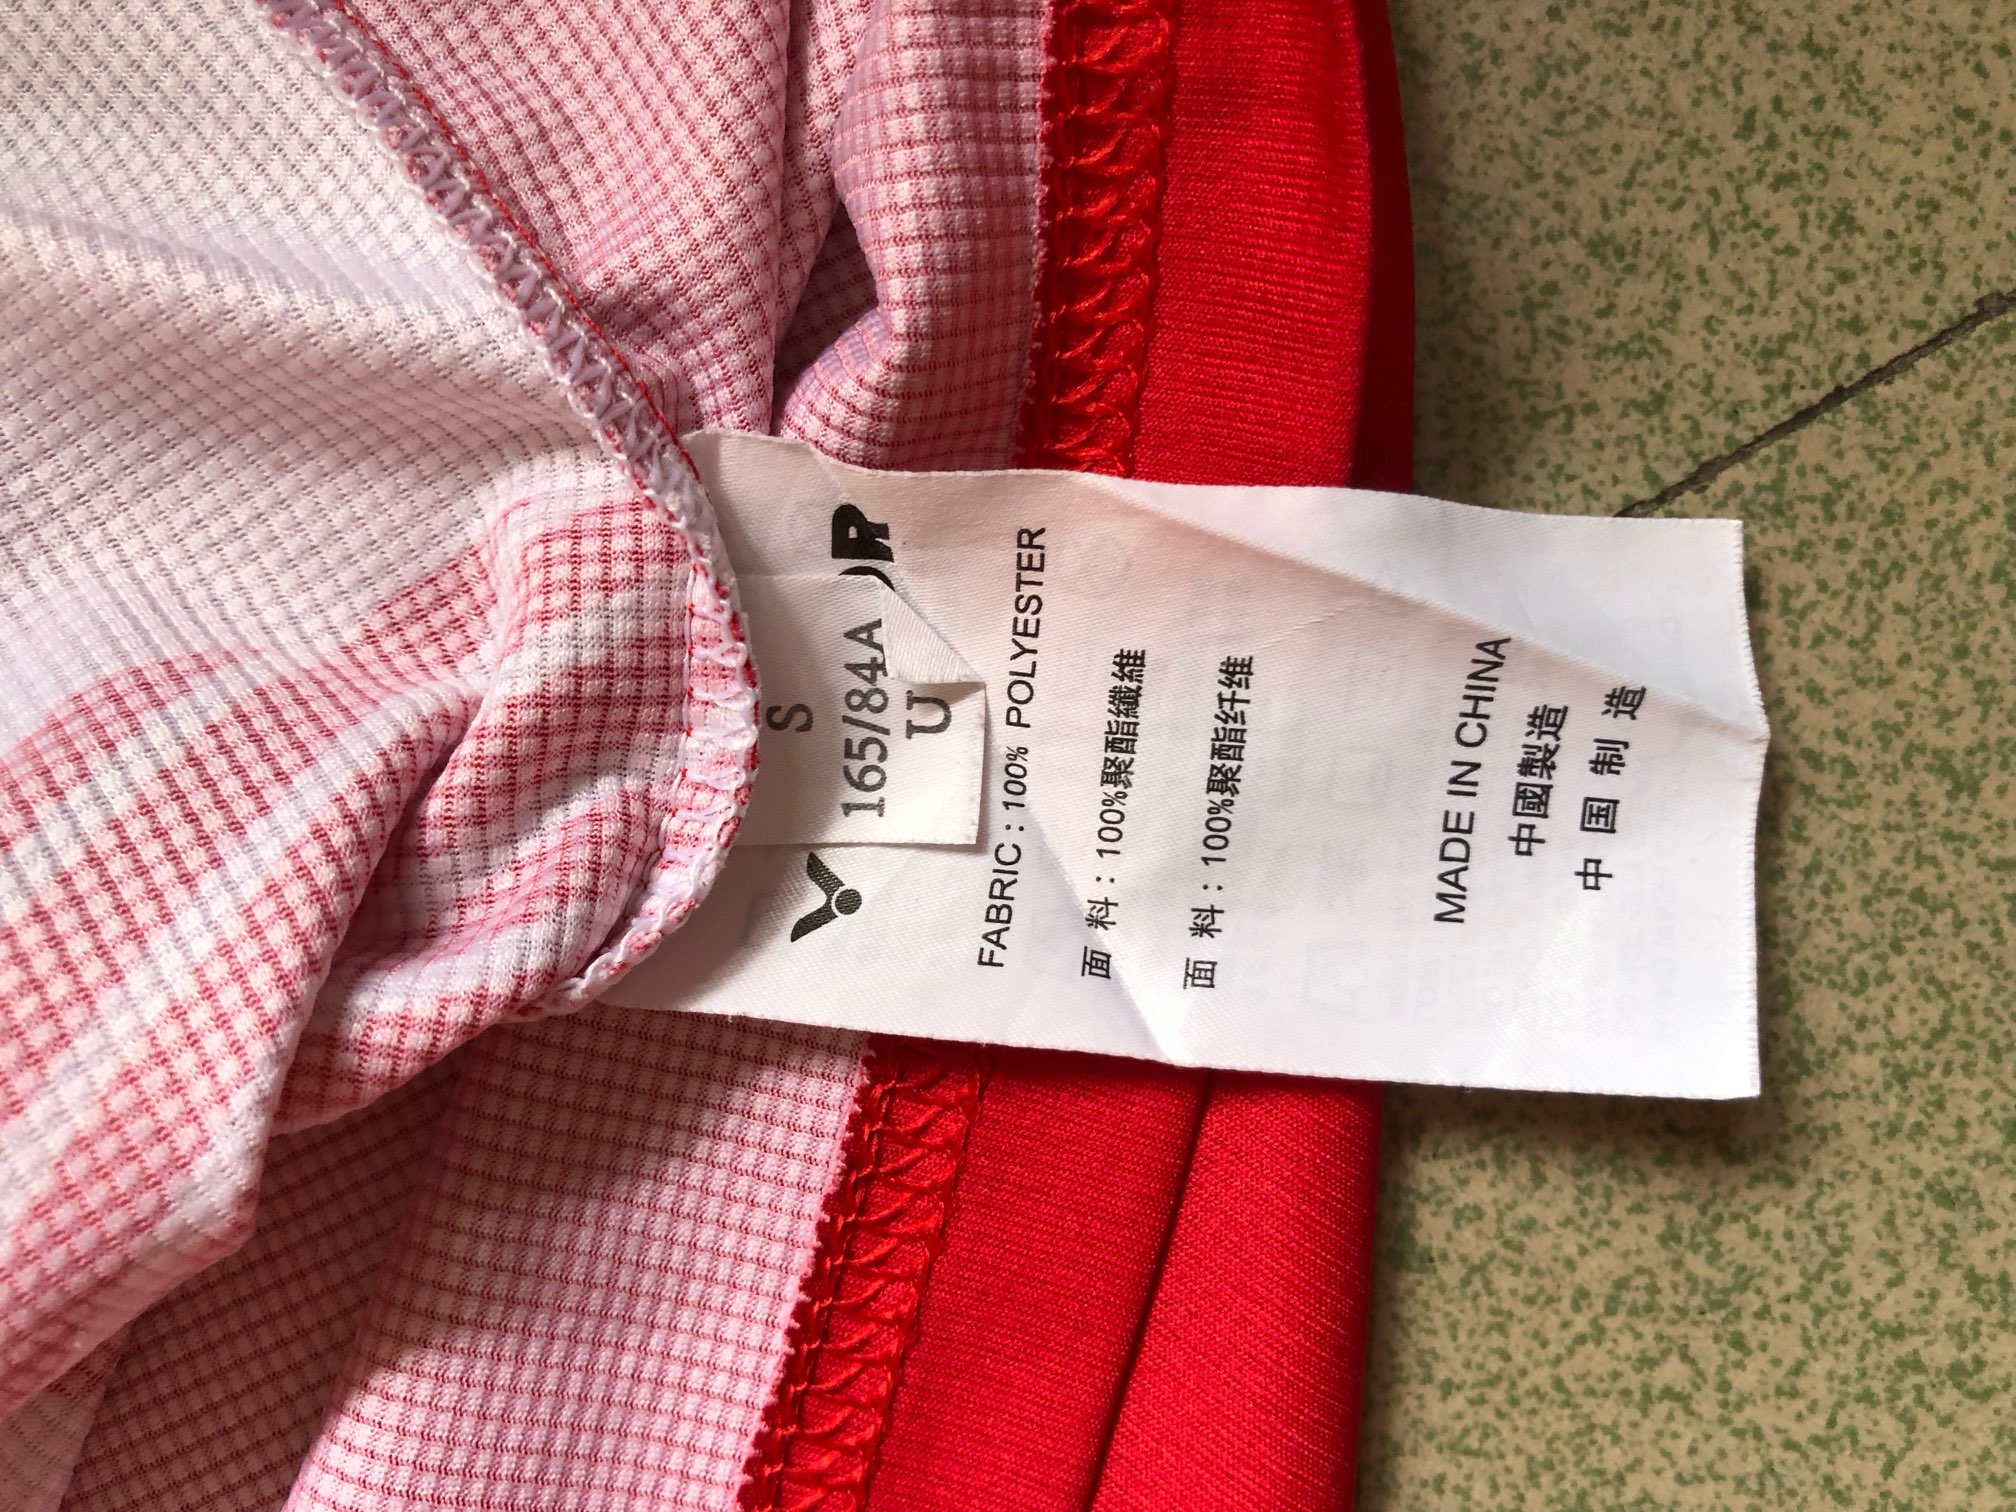 S
165/84A
U
FABRIC : 100% POLYESTER
面 料 : 100%聚酯纖維
面 料 : 100%聚酯纤维
MADE IN CHINA
中國製造
中 国 制 造